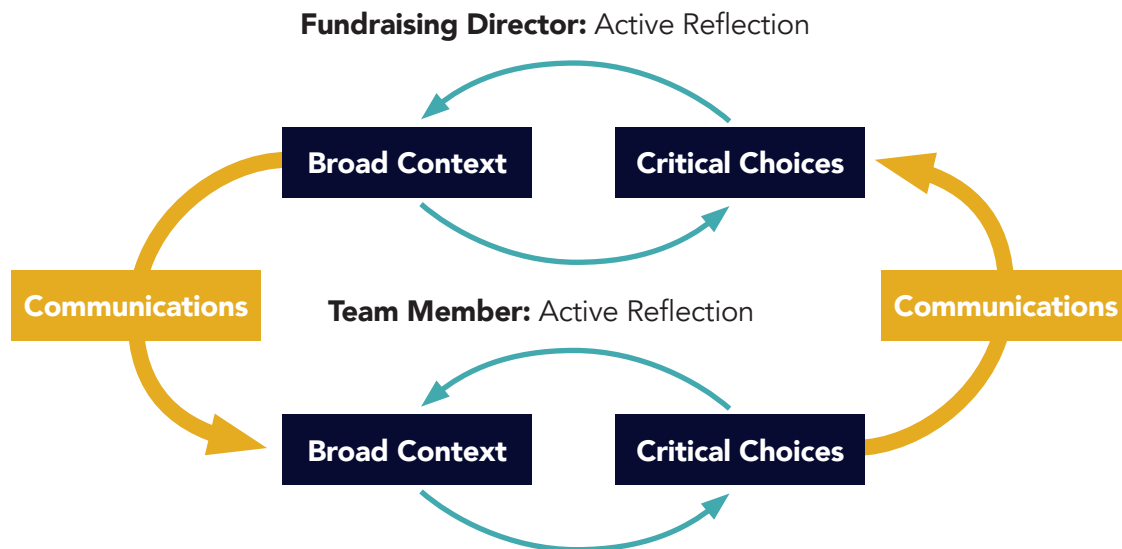 Fundraising Director: Active Reflection
Broad Context
Critical Choices
Communications
Communications
Team Member: Active Reflection
Broad Context
Critical Choices